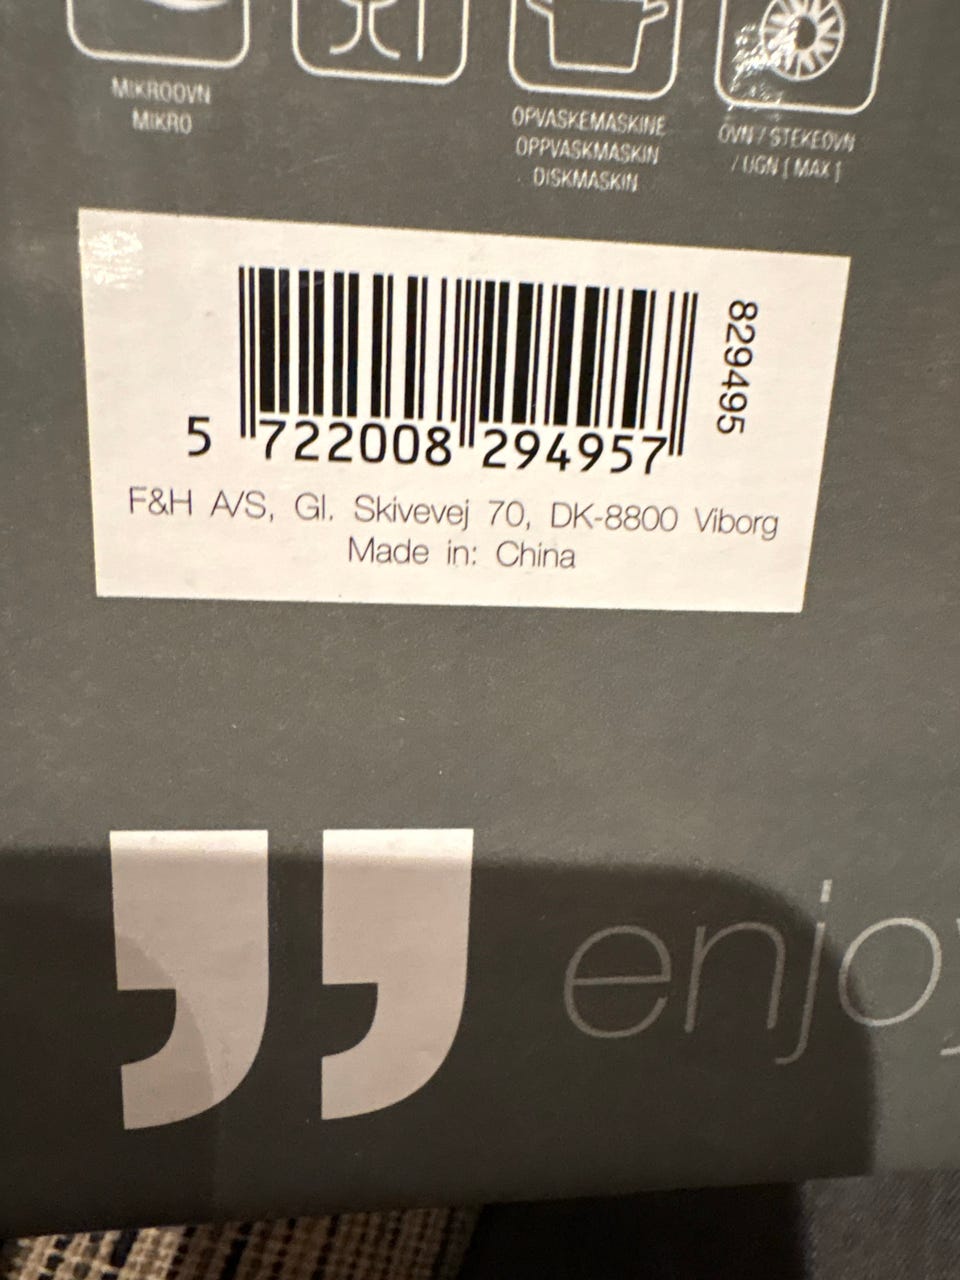 MIKROOVN
MIKRO
OPVASKEMASKINE
OPPVASKMASKIN
DISKMASKIN
OVN / STEKEOVN
/ UGN [ MAX ]
829495
5 722008 294957
F&H A/S, Gl. Skivevej 70, DK-8800 Viborg
Made in: China
” enjoy